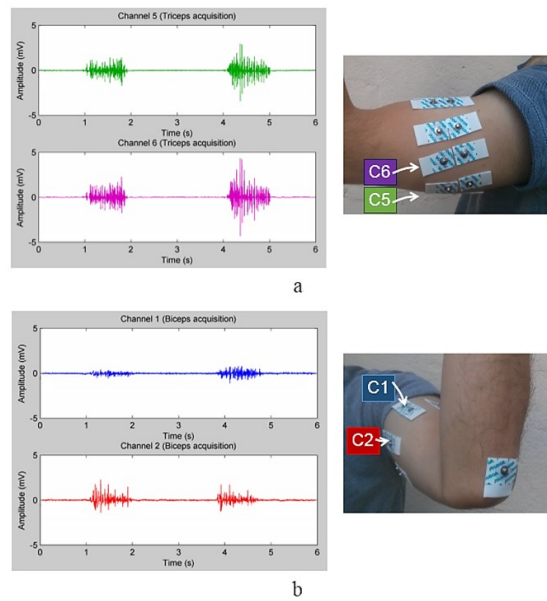 Channel 5 (Triceps acquisition)
Amplitude (mV)
5
0
-5
0 1 2 3 4 5 6
Time (s)
Channel 6 (Triceps acquisition)
Amplitude (mV)
5
0
-5
0 1 2 3 4 5 6
Time (s)
C6
C5
a
Channel 1 (Biceps acquisition)
Amplitude (mV)
5
0
-5
0 1 2 3 4 5 6
Time (s)
Channel 2 (Biceps acquisition)
Amplitude (mV)
5
0
-5
0 1 2 3 4 5 6
Time (s)
C1
C2
b